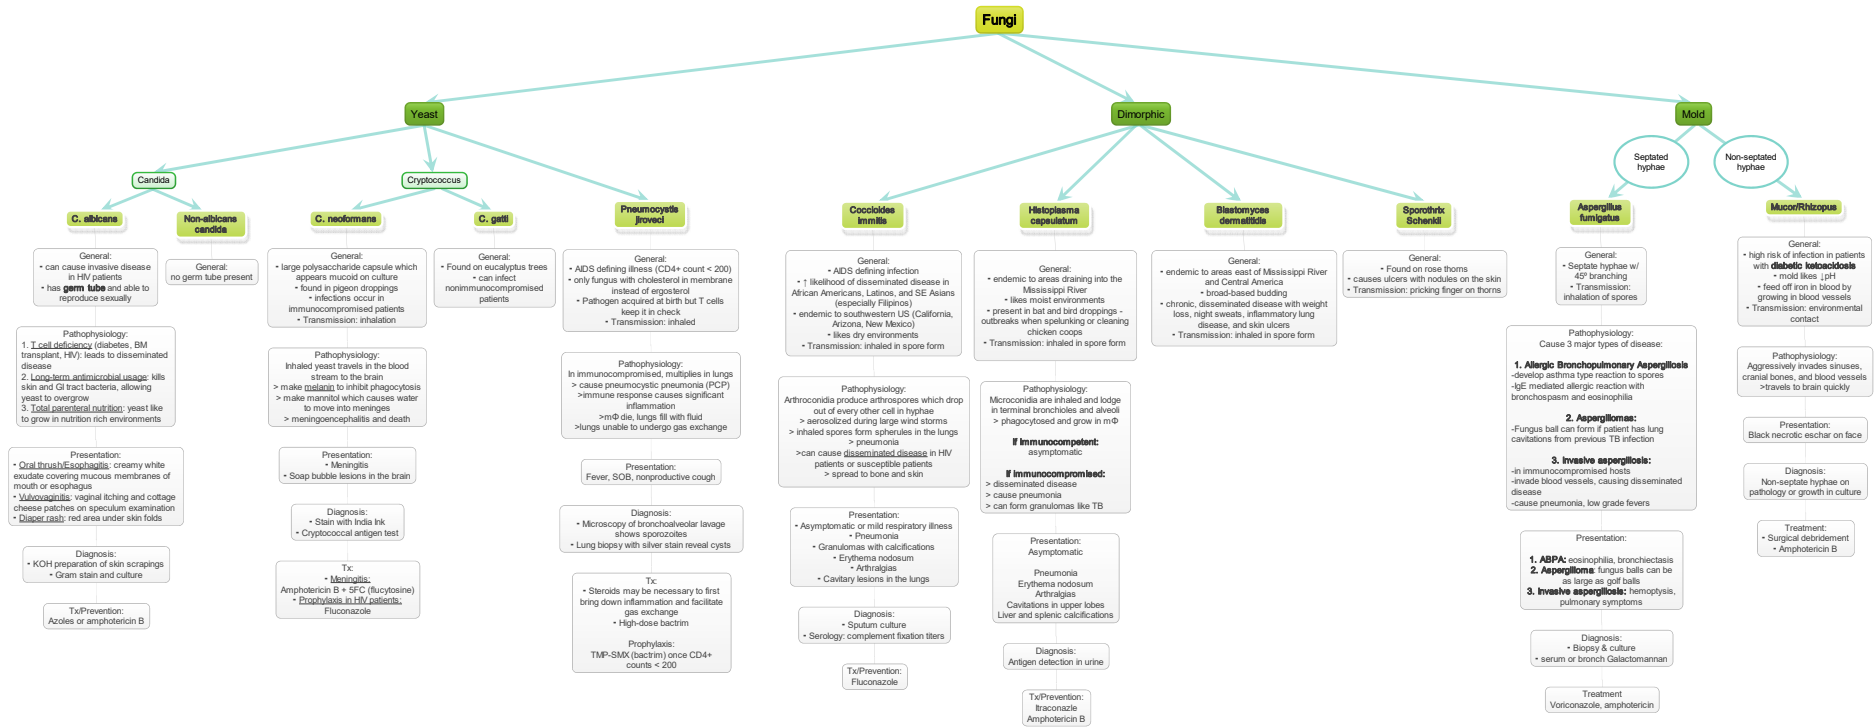 Fungi
Yeast
Dimorphic
Mold
Septated
hyphae
Non-septated
hyphae
Candida
Cryptococcus
C. albicans
Non-albicans
candida
C. neoformans
C. gatti
Pneumocystis
jiroveci
Coccioides
immitis
Histoplasma
capsulatum
Blastomyces
dermatitidis
Sporothrix
Schenkii
Aspergillus
fumigatus
Mucor/Rhizopus
General:
- can cause invasive disease
in HIV patients
- has germ tube and able to
reproduce sexually
Pathophysiology:
1. T cell deficiency (diabetes, BM
transplant, HIV): leads to disseminated
disease
2. Long-term antimicrobial usage: kills
skin and GI tract bacteria, allowing
yeast to overgrow
3. Total parenteral nutrition: yeast like
to grow in nutrition rich environments
Presentation:
- Oral thrush/Esophagitis: creamy white
exudate covering mucous membranes of
mouth or esophagus
- Vulvovaginitis: vaginal itching and cottage
cheese patches on speculum examination
- Diaper rash: red area under skin folds
Diagnosis:
- KOH preparation of skin scrapings
- Gram stain and culture
Tx/Prevention:
Azoles or amphotericin B
General:
no germ tube present
General:
- large polysaccharide capsule which
appears mucoid on culture
- found in pigeon droppings
- infections occur in
immunocompromised patients
- Transmission: inhalation
Pathophysiology:
Inhaled yeast travels in the blood
stream to the brain
> make melanin to inhibit phagocytosis
> make mannitol which causes water
to move into meninges
> meningoencephalitis and death
Presentation:
- Meningitis
- Soap bubble lesions in the brain
Diagnosis:
- Stain with India Ink
- Cryptococcal antigen test
Tx:
- Meningitis:
Amphotericin B + 5FC (flucytosine)
- Prophylaxis in HIV patients:
Fluconazole
General:
- Found on eucalyptus trees
- can infect
nonimmunocompromised
patients
General:
- AIDS defining illness (CD4+ count < 200)
- only fungus with cholesterol in membrane
instead of ergosterol
- Pathogen acquired at birth but T cells
keep it in check
- Transmission: inhaled
Pathophysiology:
In immunocompromised, multiplies in lungs
> cause pneumocystic pneumonia (PCP)
>immune response causes significant
inflammation
>mΦ die, lungs fill with fluid
>lungs unable to undergo gas exchange
Presentation:
Fever, SOB, nonproductive cough
Diagnosis:
- Microscopy of bronchoalveolar lavage
shows sporozoites
- Lung biopsy with silver stain reveal cysts
Tx:
- Steroids may be necessary to first
bring down inflammation and facilitate
gas exchange
- High-dose bactrim
Prophylaxis:
TMP-SMX (bactrim) once CD4+
counts < 200
General:
- AIDS defining infection
- ↑ likelihood of disseminated disease in
African Americans, Latinos, and SE Asians
(especially Filipinos)
- endemic to southwestern US (California,
Arizona, New Mexico)
- likes dry environments
- Transmission: inhaled in spore form
Pathophysiology:
Arthroconidia produce arthrospores which drop
out of every other cell in hyphae
> aerosolized during large wind storms
> inhaled spores form spherules in the lungs
> pneumonia
>can cause disseminated disease in HIV
patients or susceptible patients
> spread to bone and skin
Presentation:
- Asymptomatic or mild respiratory illness
- Pneumonia
- Granulomas with calcifications
- Erythema nodosum
- Arthralgias
- Cavitary lesions in the lungs
Diagnosis:
- Sputum culture
- Serology: complement fixation titers
Tx/Prevention:
Fluconazole
General:
- endemic to areas draining into the
Mississippi River
- likes moist environments
- present in bat and bird droppings -
outbreaks when spelunking or cleaning
chicken coops
- Transmission: inhaled in spore form
Pathophysiology:
Microconidia are inhaled and lodge
in terminal bronchioles and alveoli
> phagocytosed and grow in mΦ
If immunocompetent:
asymptomatic
If immunocompromised:
> disseminated disease
> cause pneumonia
> can form granulomas like TB
Presentation:
Asymptomatic
Pneumonia
Erythema nodosum
Arthralgias
Cavitations in upper lobes
Liver and splenic calcifications
Diagnosis:
Antigen detection in urine
Tx/Prevention:
Itraconazle
Amphotericin B
General:
- endemic to areas east of Mississippi River
and Central America
- broad-based budding
- chronic, disseminated disease with weight
loss, night sweats, inflammatory lung
disease, and skin ulcers
- Transmission: inhaled in spore form
General:
- Found on rose thorns
- causes ulcers with nodules on the skin
- Transmission: pricking finger on thorns
General:
- Septate hyphae w/
45º branching
- Transmission:
inhalation of spores
Pathophysiology:
Cause 3 major types of disease:
1. Allergic Bronchopulmonary Aspergillosis
-develop asthma type reaction to spores
-IgE mediated allergic reaction with
bronchospasm and eosinophilia
2. Aspergillomas:
-Fungus ball can form if patient has lung
cavitations from previous TB infection
3. Invasive aspergillosis:
-in immunocompromised hosts
-invade blood vessels, causing disseminated
disease
-cause pneumonia, low grade fevers
Presentation:
1. ABPA: eosinophilia, bronchiectasis
2. Aspergilloma: fungus balls can be
as large as golf balls
3. Invasive aspergillosis: hemoptysis,
pulmonary symptoms
Diagnosis:
- Biopsy & culture
- serum or bronch Galactomannan
Treatment
Voriconazole, amphotericin
General:
- high risk of infection in patients
with diabetic ketoacidosis
- mold likes ↓pH
- feed off iron in blood by
growing in blood vessels
- Transmission: environmental
contact
Pathophysiology:
Aggressively invades sinuses,
cranial bones, and blood vessels
>travels to brain quickly
Presentation:
Black necrotic eschar on face
Diagnosis:
Non-septate hyphae on
pathology or growth in culture
Treatment:
- Surgical debridement
- Amphotericin B